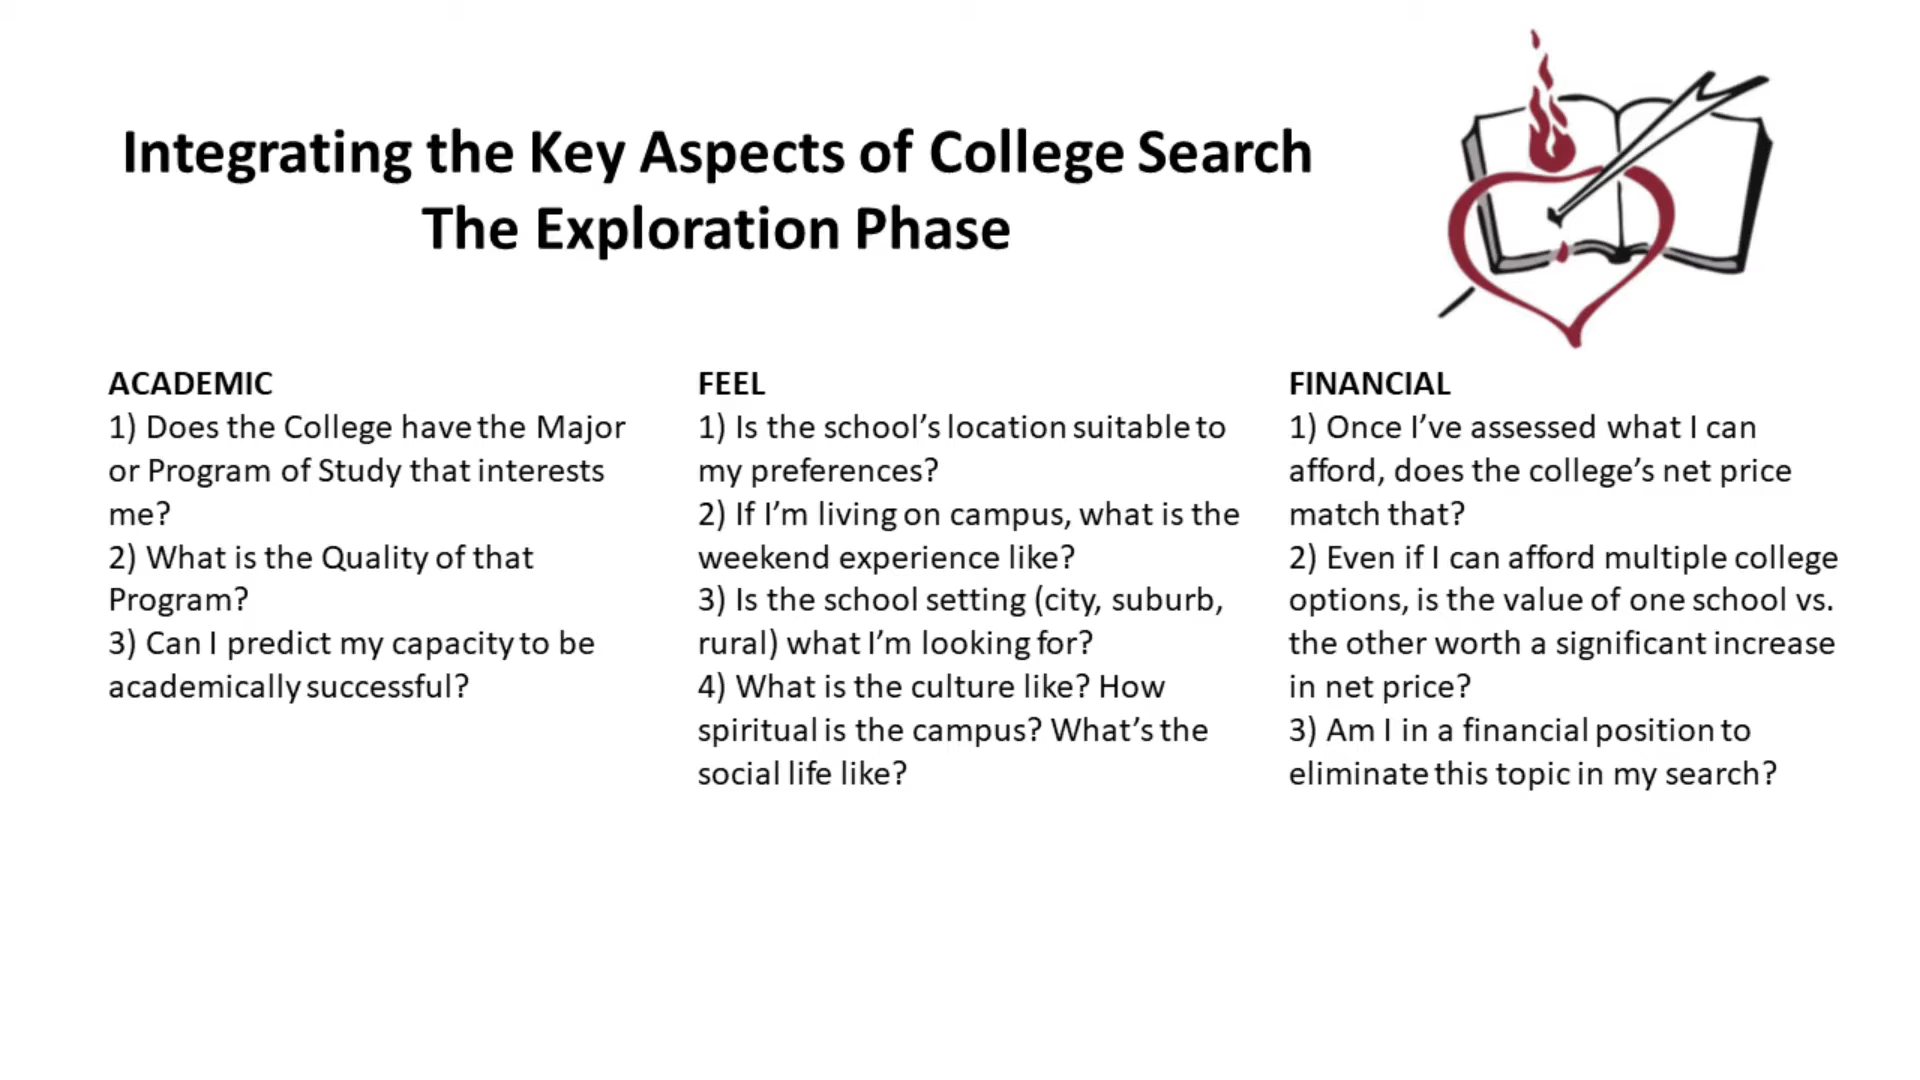 Integrating the Key Aspects of College Search
The Exploration Phase
ACADEMIC
1) Does the College have the Major
or Program of Study that interests
me?
2) What is the Quality of that
Program?
3) Can I predict my capacity to be
academically successful?
FEEL
1) Is the school’s location suitable to
my preferences?
2) If I’m living on campus, what is the
weekend experience like?
3) Is the school setting (city, suburb,
rural) what I’m looking for?
4) What is the culture like? How
spiritual is the campus? What’s the
social life like?
FINANCIAL
1) Once I’ve assessed what I can
afford, does the college’s net price
match that?
2) Even if I can afford multiple college
options, is the value of one school vs.
the other worth a significant increase
in net price?
3) Am I in a financial position to
eliminate this topic in my search?